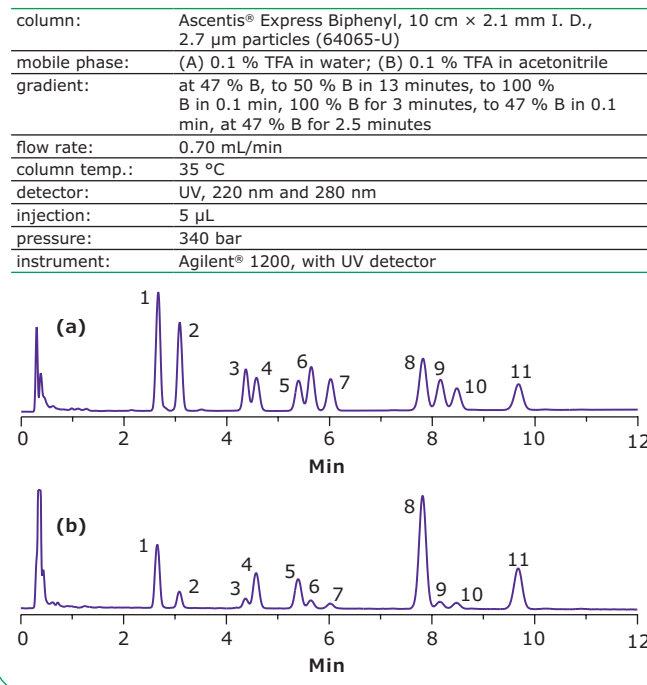 column: Ascentis® Express Biphenyl, 10 cm × 2.1 mm I. D.,
2.7 µm particles (64065-U)
mobile phase: (A) 0.1 % TFA in water; (B) 0.1 % TFA in acetonitrile
gradient: at 47 % B, to 50 % B in 13 minutes, to 100 %
B in 0.1 min, 100 % B for 3 minutes, to 47 % B in 0.1
min, at 47 % B for 2.5 minutes
flow rate: 0.70 mL/min
column temp.: 35 °C
detector: UV, 220 nm and 280 nm
injection: 5 µL
pressure: 340 bar
instrument: Agilent® 1200, with UV detector
(a)
1 2 3 4 5 6 7 8 9 10 11
0 2 4 6 8 10 12
Min
(b)
1 2 3 4 5 6 7 8 9 10 11
0 2 4 6 8 10 12
Min